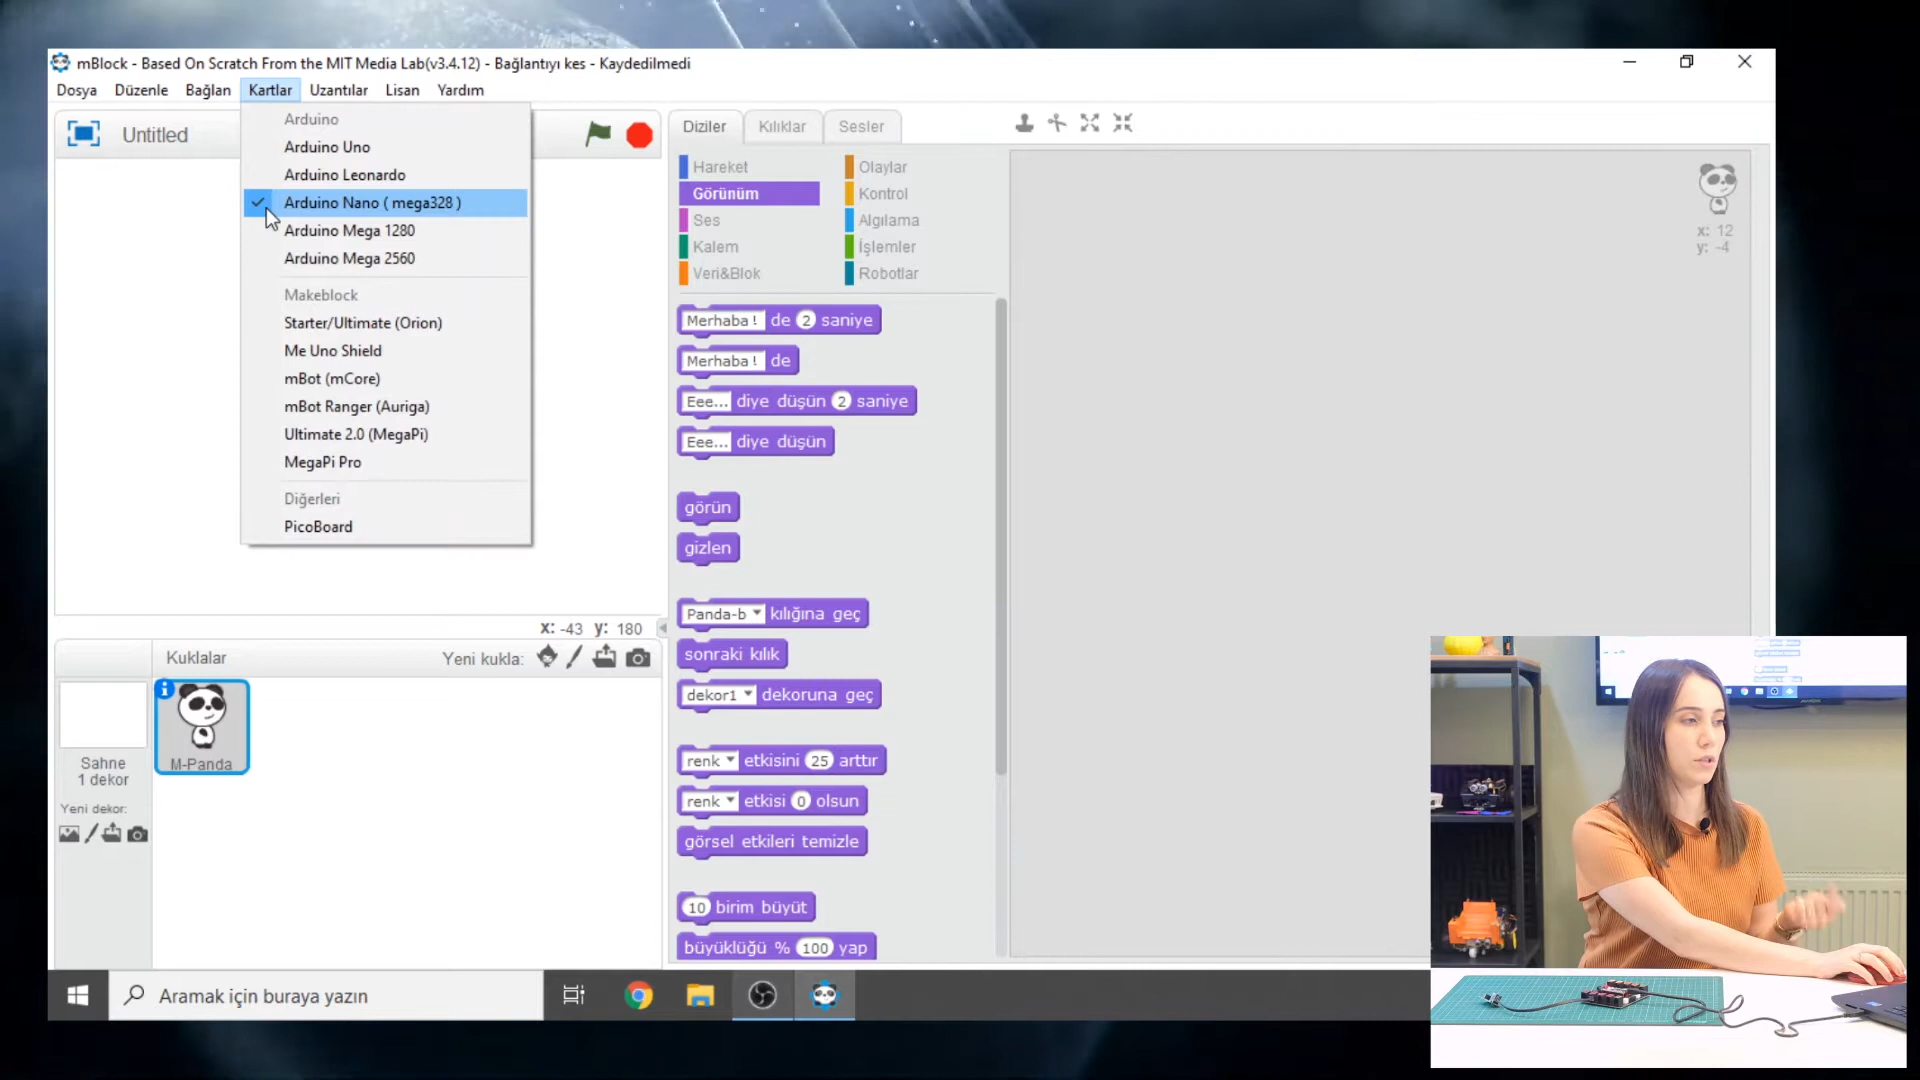 mBlock - Based On Scratch From the MIT Media Lab(v3.4.12) - Bağlantıyı kes - Kaydedilmedi
Dosya Düzenle Bağlan Kartlar Uzantılar Lisan Yardım
Untitled
Arduino
Arduino Uno
Arduino Leonardo
Arduino Nano ( mega328 )
Arduino Mega 1280
Arduino Mega 2560
Makeblock
Starter/Ultimate (Orion)
Me Uno Shield
mBot (mCore)
mBot Ranger (Auriga)
Ultimate 2.0 (MegaPi)
MegaPi Pro
Diğerleri
PicoBoard
x: -43 y: 180
Kuklalar Yeni kukla:
M-Panda
Sahne
1 dekor
Yeni dekor:
Diziler Kılıklar Sesler
Hareket Olaylar
Görünüm Kontrol
Ses Algılama
Kalem İşlemler
Veri&Blok Robotlar
Merhaba! de 2 saniye
Merhaba! de
Eee... diye düşün 2 saniye
Eee... diye düşün
görün
gizlen
Panda-b kılığına geç
sonraki kılık
dekor1 dekoruna geç
renk etkisini 25 arttır
renk etkisi 0 olsun
görsel etkileri temizle
10 birim büyüt
büyüklüğü % 100 yap
x: 12
y: -4
Aramak için buraya yazın